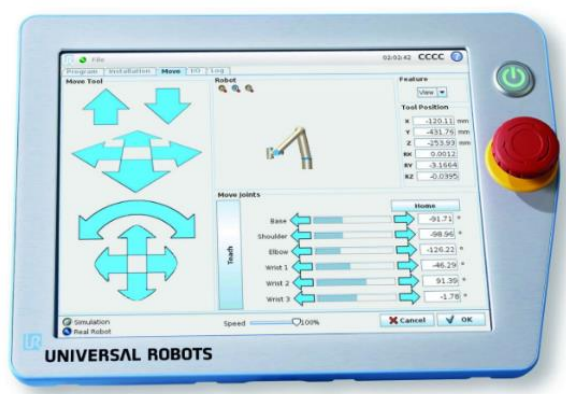 File
02:02:42 CCCC ?
Program Installation Move I/O Log
Move Tool
Robot
Feature
View
Tool Position
X -120.11 mm
Y -431.76 mm
Z -253.93 mm
RX 0.0012
RY -3.1664
RZ -0.0395
Move Joints
Home
Teach
Base -91.71 °
Shoulder -98.96 °
Elbow -126.22 °
Wrist 1 -46.29 °
Wrist 2 91.39 °
Wrist 3 -1.78 °
Simulation
Real Robot
Speed 100%
Cancel
OK
UR
UNIVERSAL ROBOTS